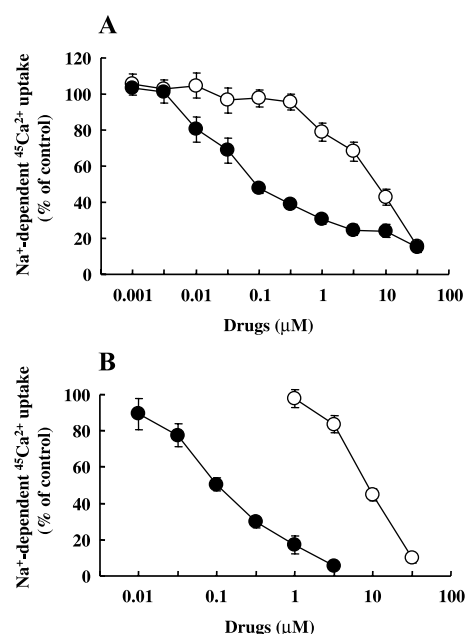 A
Na⁺-dependent ⁴⁵Ca²⁺ uptake
(% of control)
120
100
80
60
40
20
0
0.001 0.01 0.1 1 10 100
Drugs (μM)
B
Na⁺-dependent ⁴⁵Ca²⁺ uptake
(% of control)
100
80
60
40
20
0
0.01 0.1 1 10 100
Drugs (μM)